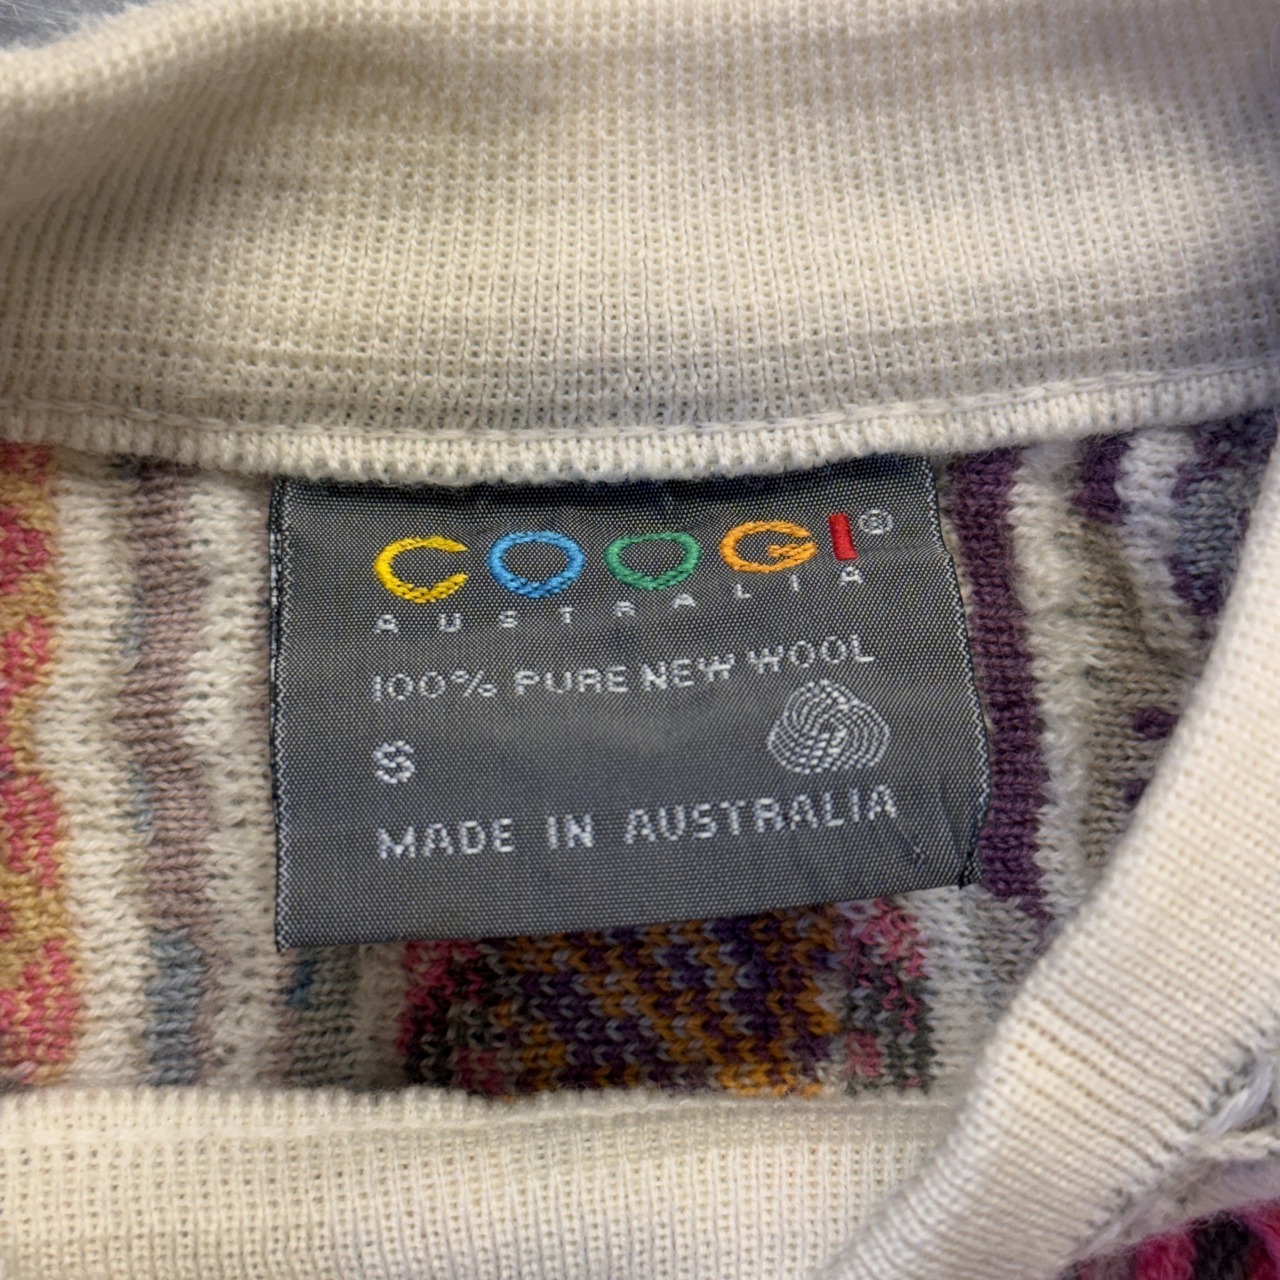 COOGI®
AUSTRALIA
100% PURE NEW WOOL
S
MADE IN AUSTRALIA